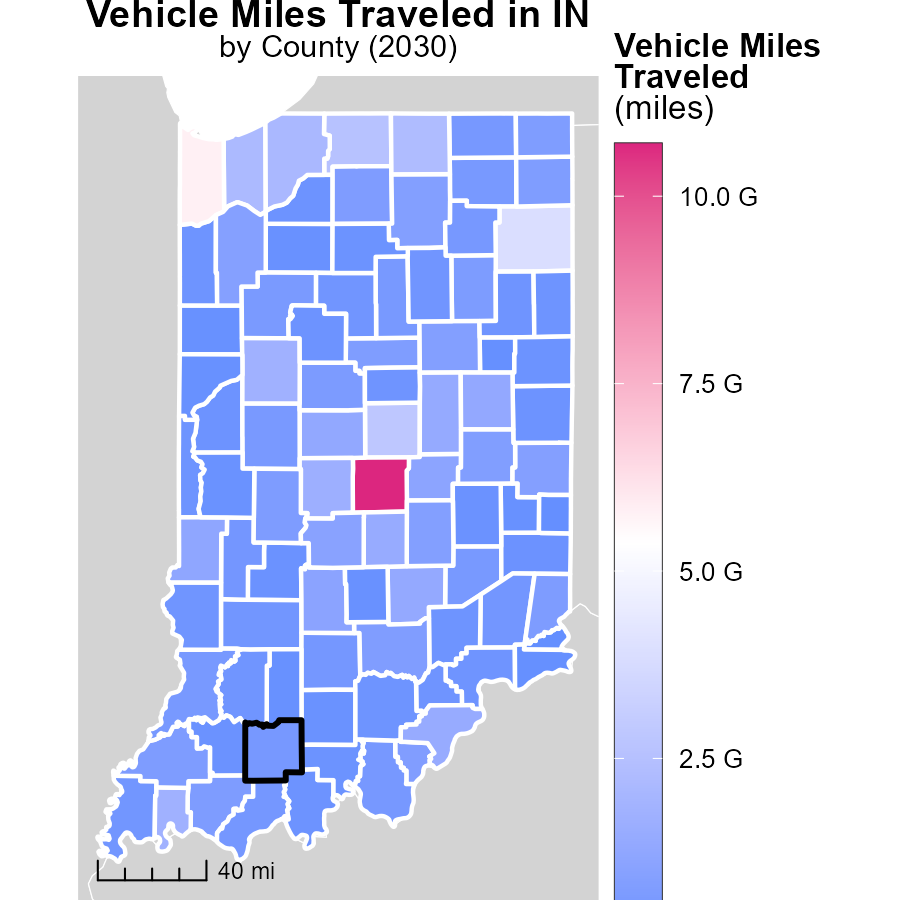 Vehicle Miles Traveled in IN
by County (2030)
Vehicle Miles
Traveled
(miles)
10.0 G
7.5 G
5.0 G
2.5 G
40 mi